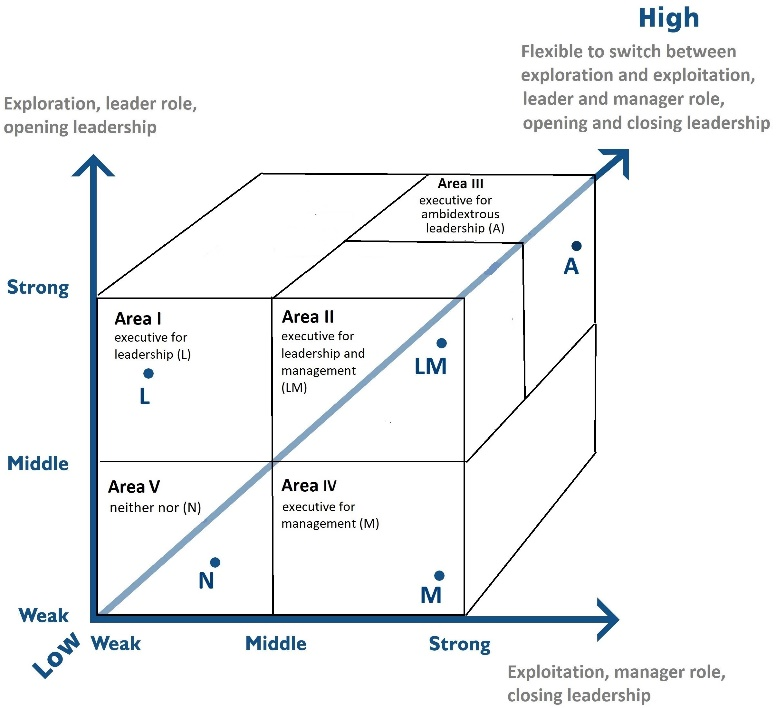 High
Flexible to switch between
exploration and exploitation,
leader and manager role,
opening and closing leadership
Exploration, leader role,
opening leadership
Area III
executive for
ambidextrous
leadership (A)
A
Strong
Area I
executive for
leadership (L)
L
Area II
executive for
leadership and
management
(LM)
LM
Middle
Area V
neither nor (N)
N
Area IV
executive for
management (M)
M
Weak
Low
Weak
Middle
Strong
Exploitation, manager role,
closing leadership